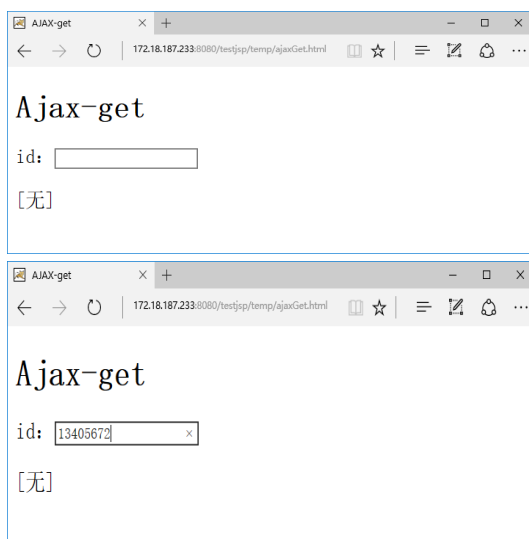 AJAX-get
172.18.187.233:8080/testjsp/temp/ajaxGet.html
Ajax-get
id:
[无]
AJAX-get
172.18.187.233:8080/testjsp/temp/ajaxGet.html
Ajax-get
id: 13405672
[无]